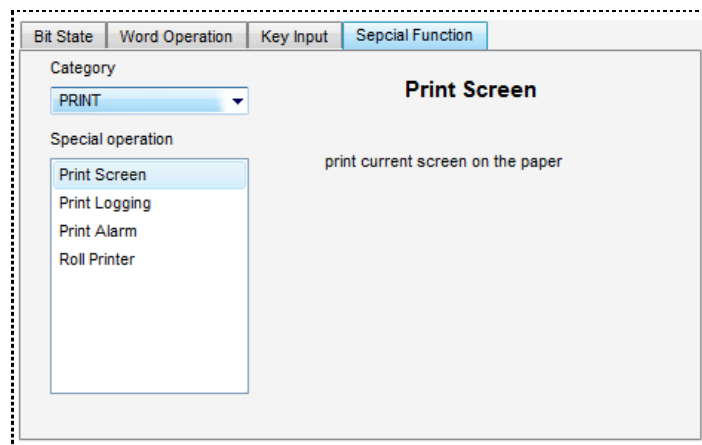 Bit State Word Operation Key Input Sepcial Function
Category
PRINT
Print Screen
Special operation
print current screen on the paper
Print Screen
Print Logging
Print Alarm
Roll Printer